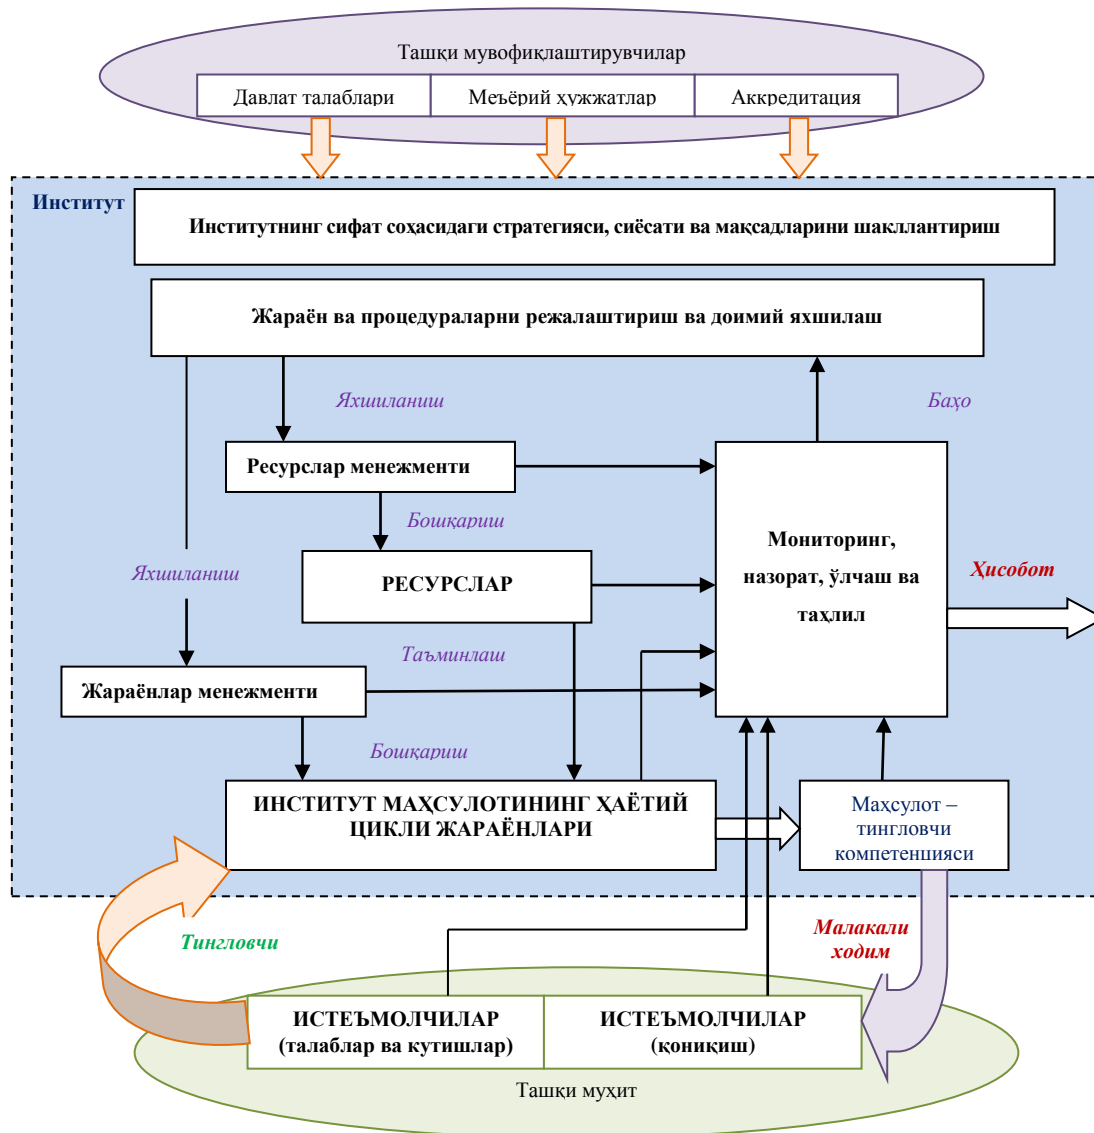 Ташқи мувофиқлаштирувчилар
Давлат талаблари
Меъёрий ҳужжатлар
Аккредитация
Институт
Институтнинг сифат соҳасидаги стратегияси, сиёсати ва мақсадларини шакллантириш
Жараён ва процедураларни режалаштириш ва доимий яхшилаш
Яхшиланиш
Баҳо
Ресурслар менежменти
Бошқариш
Мониторинг,
назорат, ўлчаш ва
таҳлил
Ҳисобот
РЕСУРСЛАР
Яхшиланиш
Таъминлаш
Жараёнлар менежменти
Бошқариш
ИНСТИТУТ МАҲСУЛОТИНИНГ ҲАЁТИЙ
ЦИКЛИ ЖАРАЁНЛАРИ
Маҳсулот –
тингловчи
компетенцияси
Тингловчи
Малакали
ходим
ИСТЕЪМОЛЧИЛАР
(талаблар ва кутишлар)
ИСТЕЪМОЛЧИЛАР
(қониқиш)
Ташқи муҳит